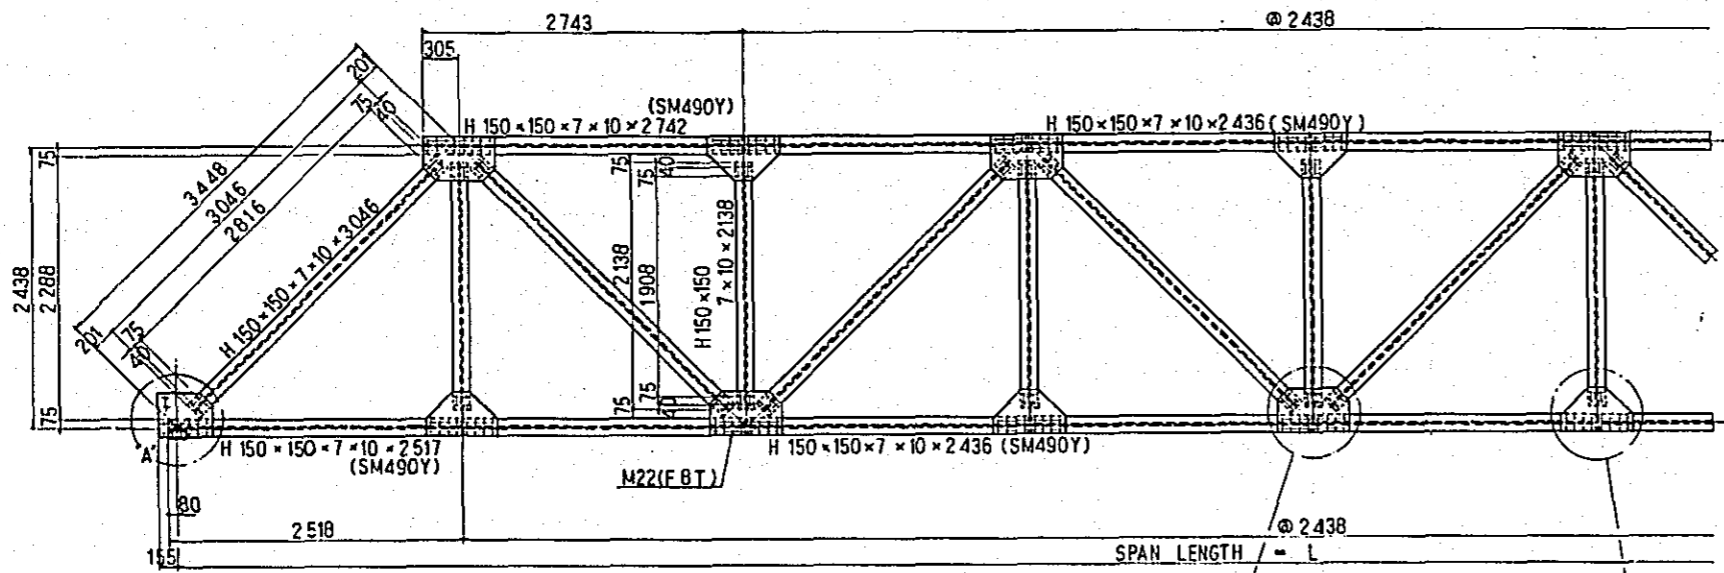 2743
@ 2438
305
201
75
40
(SM490Y)
H 150×150×7×10×2742
H 150×150×7×10×2436 (SM490Y)
75
3448
3046
2816
75
75
40
2438
2288
H 150×150×7×10×3046
2138
1908
H 150×150
7×10×2138
75
40
201
75
75
40
75
A'
H 150×150×7×10×2517
(SM490Y)
H 150×150×7×10×2436 (SM490Y)
M22(F8T)
80
2518
@ 2438
155
SPAN LENGTH = L